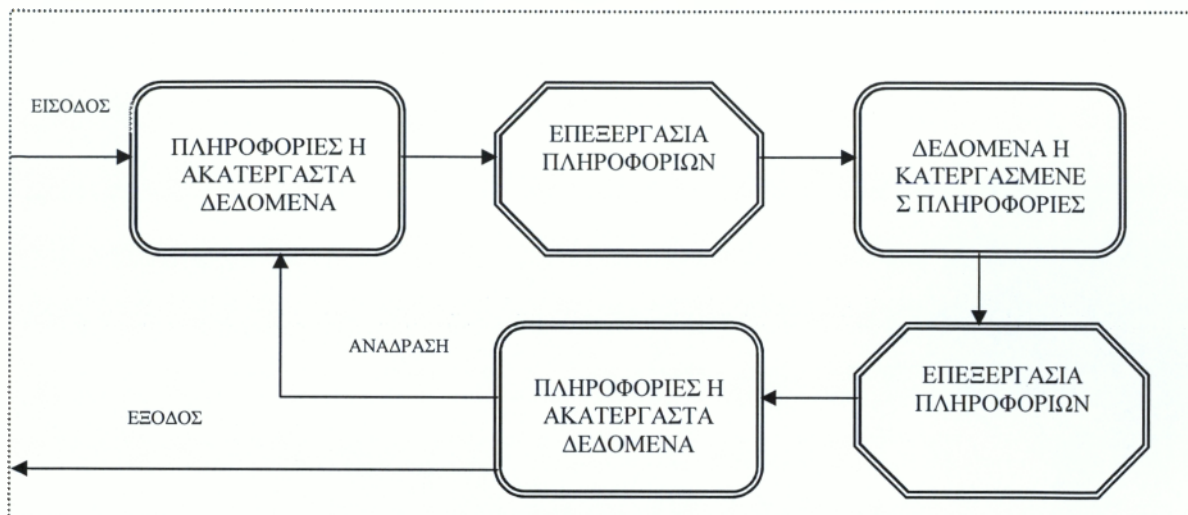 ΕΙΣΟΔΟΣ
ΠΛΗΡΟΦΟΡΙΕΣ Η
ΑΚΑΤΕΡΓΑΣΤΑ
ΔΕΔΟΜΕΝΑ
ΕΠΕΞΕΡΓΑΣΙΑ
ΠΛΗΡΟΦΟΡΙΩΝ
ΔΕΔΟΜΕΝΑ Η
ΚΑΤΕΡΓΑΣΜΕΝΕ
Σ ΠΛΗΡΟΦΟΡΙΕΣ
ΕΠΕΞΕΡΓΑΣΙΑ
ΠΛΗΡΟΦΟΡΙΩΝ
ΠΛΗΡΟΦΟΡΙΕΣ Η
ΑΚΑΤΕΡΓΑΣΤΑ
ΔΕΔΟΜΕΝΑ
ΑΝΑΔΡΑΣΗ
ΕΞΟΔΟΣ